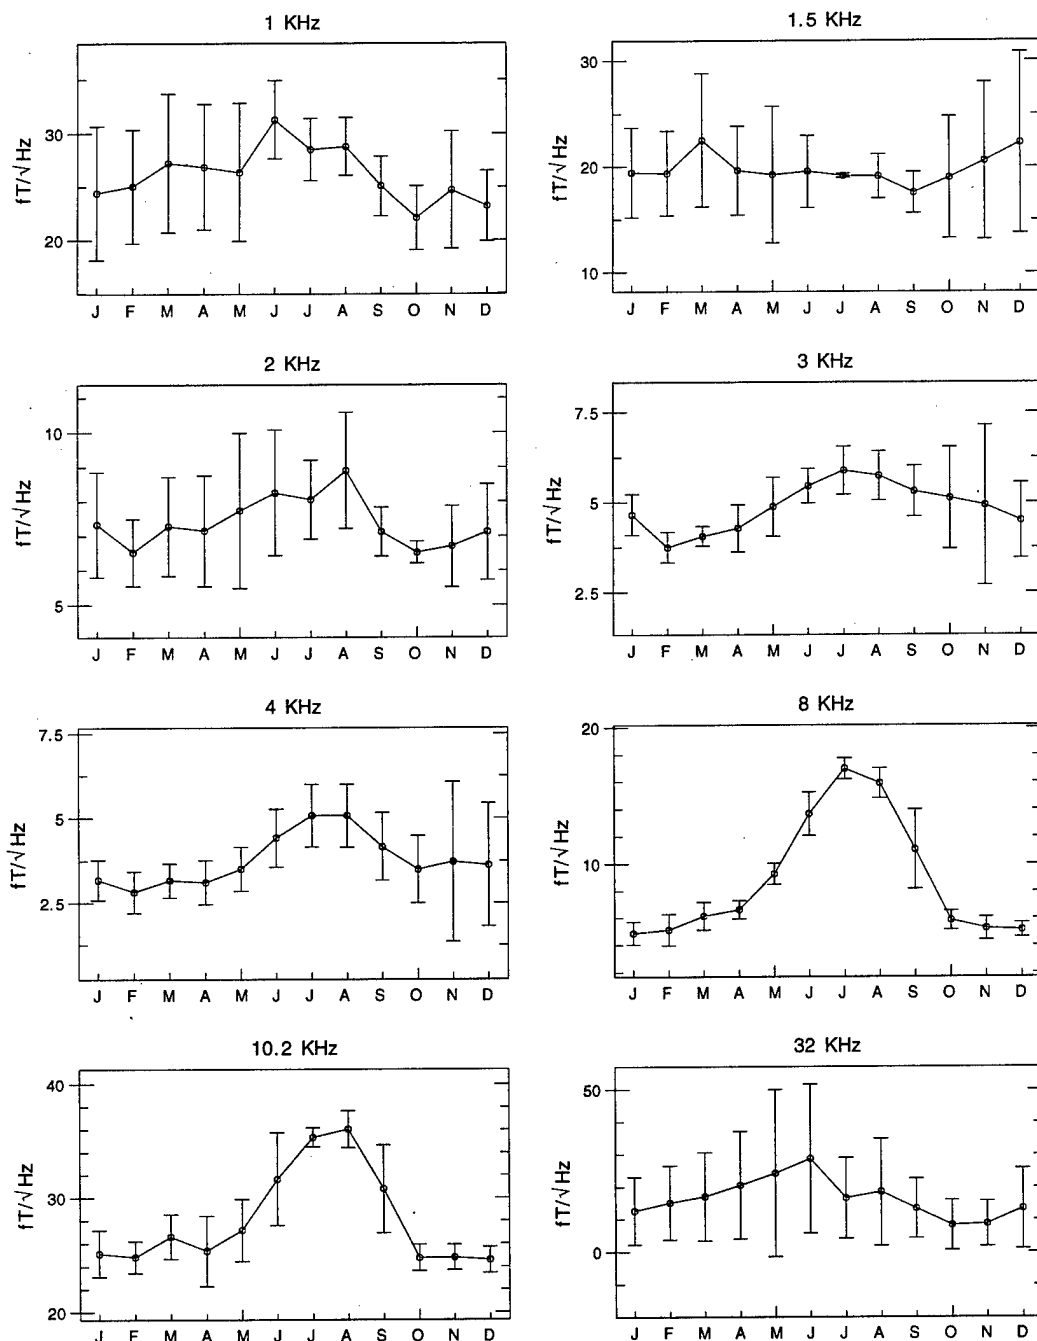 1 KHz
fT/√Hz
30
20
J F M A M J J A S O N D
1.5 KHz
30
20
10
J F M A M J J A S O N D
2 KHz
fT/√Hz
10
5
J F M A M J J A S O N D
3 KHz
fT/√Hz
7.5
5
2.5
J F M A M J J A S O N D
4 KHz
fT/√Hz
7.5
5
2.5
J F M A M J J A S O N D
8 KHz
fT/√Hz
20
10
J F M A M J J A S O N D
10.2 KHz
fT/√Hz
40
30
20
J F M A M J J A S O N D
32 KHz
fT/√Hz
50
0
J F M A M J J A S O N D
fT/√Hz